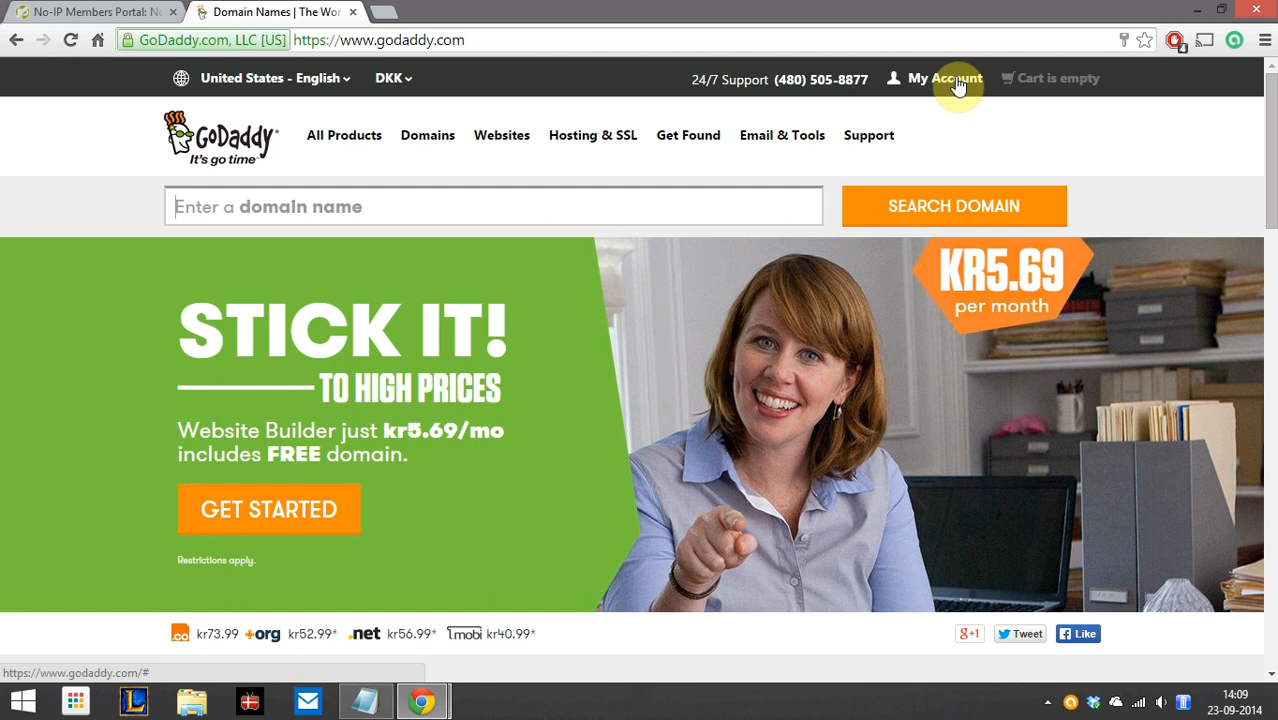 No-IP Members Portal: No
Domain Names | The Wor
GoDaddy.com, LLC [US]
https://www.godaddy.com
4
United States - English
DKK
24/7 Support (480) 505-8877
My Account
Cart is empty
GoDaddy
It's go time
All Products
Domains
Websites
Hosting & SSL
Get Found
Email & Tools
Support
Enter a domain name
SEARCH DOMAIN
KR5.69
per month
STICK IT!
TO HIGH PRICES
Website Builder just kr5.69/mo
includes FREE domain.
GET STARTED
Restrictions apply.
.co kr73.99 +org kr52.99* .net kr56.99* .mobi kr40.99*
g+1
Tweet
Like
https://www.godaddy.com/#
14:09
23-09-2014